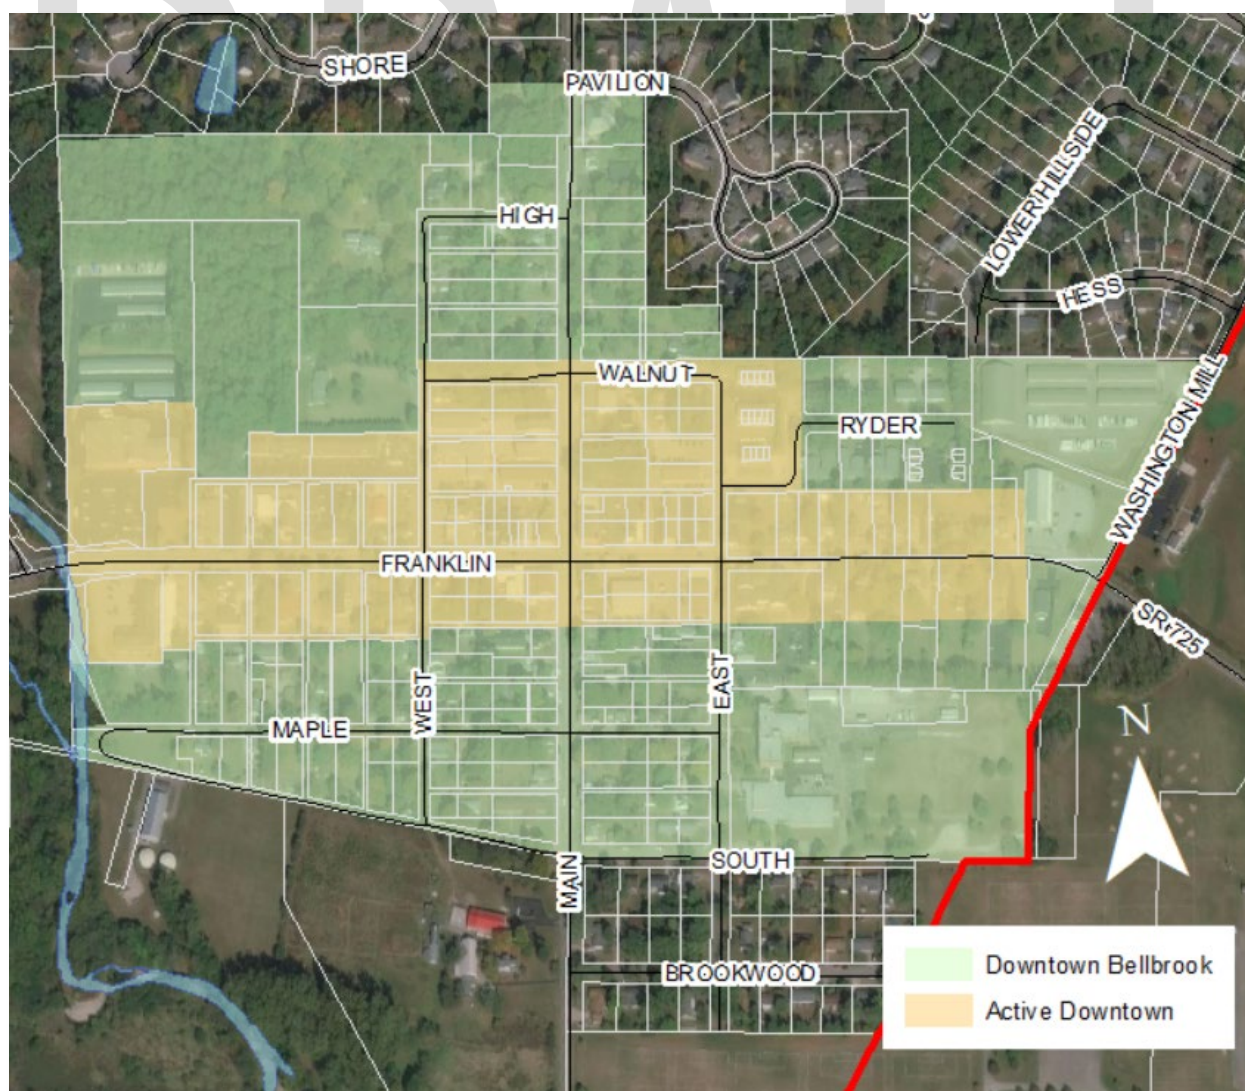 SHORE
PAVILION
LOWER HILLSIDE
HIGH
HESS
WALNUT
RYDER
WASHINGTON MILL
FRANKLIN
SR 725
WEST
EAST
MAPLE
N
MAIN
SOUTH
BROOKWOOD
Downtown Bellbrook
Active Downtown